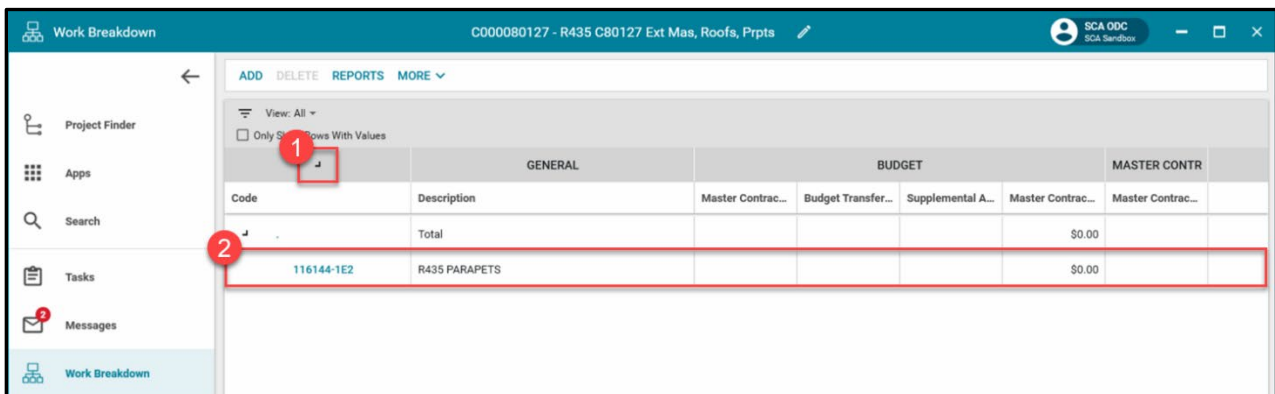 Work Breakdown
C000080127 - R435 C80127 Ext Mas, Roofs, Prpts
SCA ODC
SCA Sandbox
Project Finder
Apps
Search
Tasks
2
Messages
Work Breakdown
ADD DELETE REPORTS MORE
View: All
Only Rows With Values
1
GENERAL BUDGET MASTER CONTR
Code Description Master Contrac... Budget Transfer... Supplemental A... Master Contrac... Master Contrac...
2
. Total $0.00
116144-1E2 R435 PARAPETS $0.00